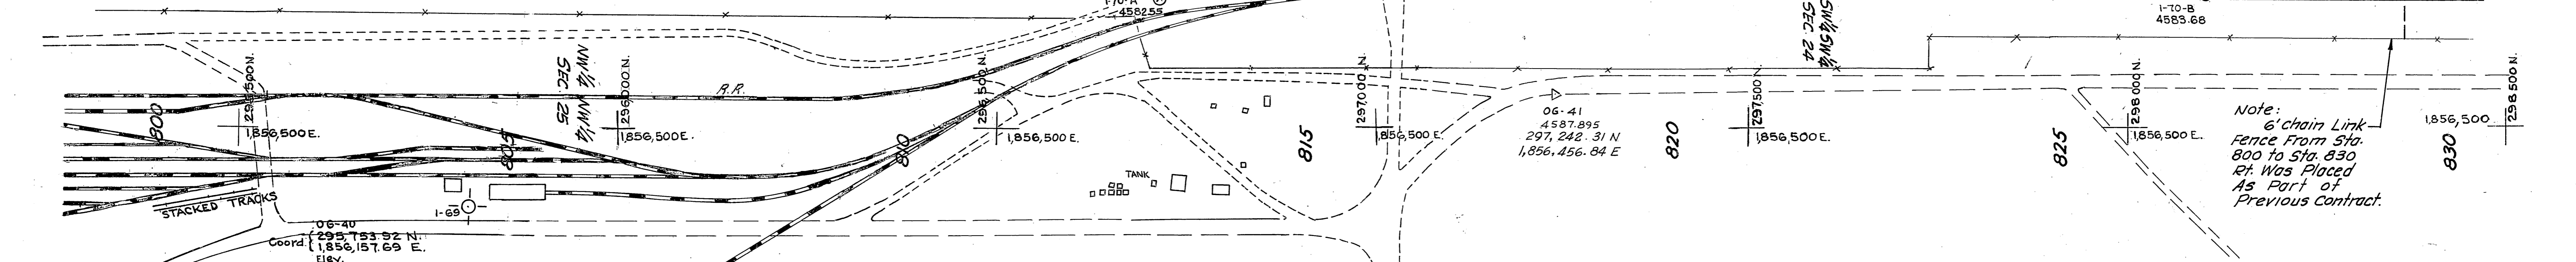 1-70-A
4582.55
1-70-B
4583.68
SW¼SW¼
SEC. 24
NW¼ NW¼
SEC. 25
R.R.
295,500 N.
1,856,500 E.
296,000 N.
1,856,500 E.
296,500 N.
1,856,500 E.
297,000 N.
1,856,500 E.
297,500 N.
1,856,500 E.
298,000 N.
1,856,500 E.
298,500 N.
1,856,500
800
805
810
815
820
825
830
06-41
4587.895
297,242.31 N
1,856,456.84 E
Note:
6' chain Link
Fence From Sta.
800 to Sta. 830
Rt. Was Placed
As Part of
Previous Contract.
TANK
STACKED TRACKS
1-69
06-40
Coord. 295,753.92 N.
1,856,157.69 E.
Elev.